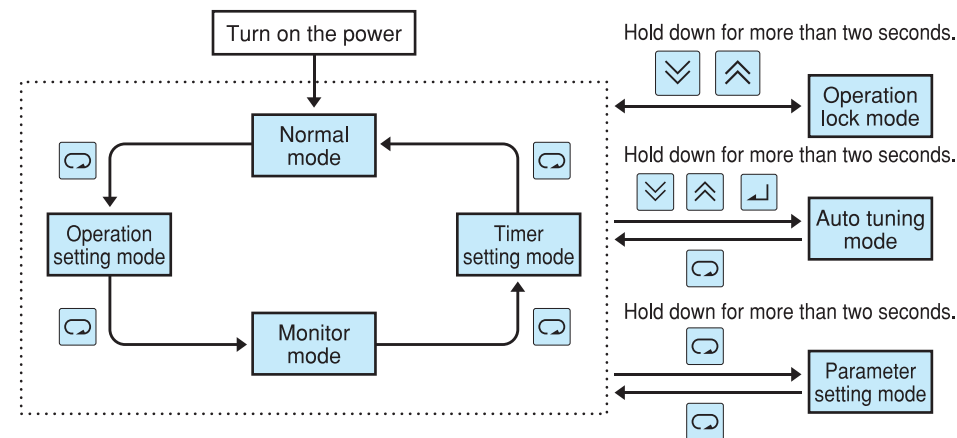 Turn on the power
Normal
mode
Operation
setting mode
Timer
setting mode
Monitor
mode
Hold down for more than two seconds.
Operation
lock mode
Hold down for more than two seconds.
Auto tuning
mode
Hold down for more than two seconds.
Parameter
setting mode